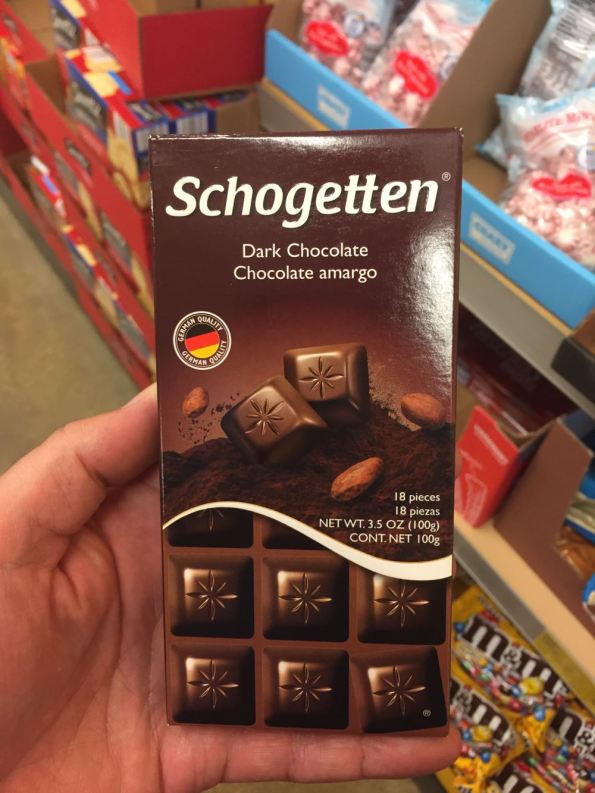 Schogetten®
Dark Chocolate
Chocolate amargo
GERMAN QUALITY
GERMAN QUALITY
18 pieces
18 piezas
NET WT. 3.5 OZ (100g)
CONT. NET 100g
®
m&m's